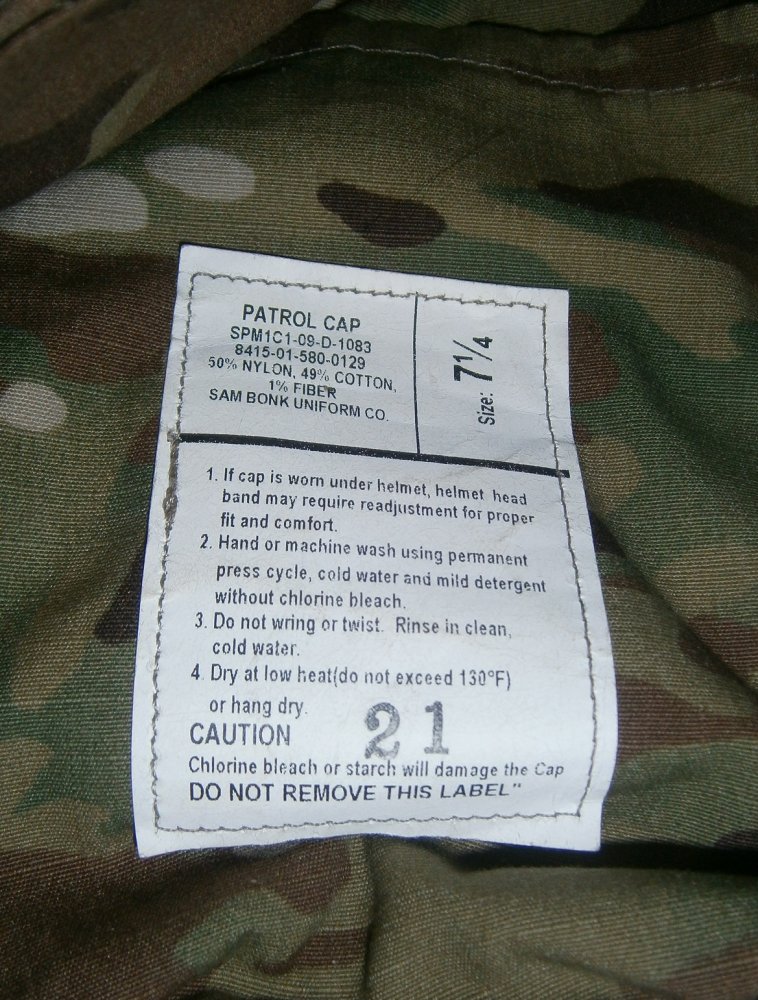 PATROL CAP
SPM1C1-09-D-1083
8415-01-580-0129
50% NYLON, 49% COTTON,
1% FIBER
SAM BONK UNIFORM CO.
Size: 7¼
1. If cap is worn under helmet, helmet head
band may require readjustment for proper
fit and comfort.
2. Hand or machine wash using permanent
press cycle, cold water and mild detergent
without chlorine bleach.
3. Do not wring or twist. Rinse in clean,
cold water.
4. Dry at low heat(do not exceed 130°F)
or hang dry.
21
CAUTION
Chlorine bleach or starch will damage the Cap
DO NOT REMOVE THIS LABEL"